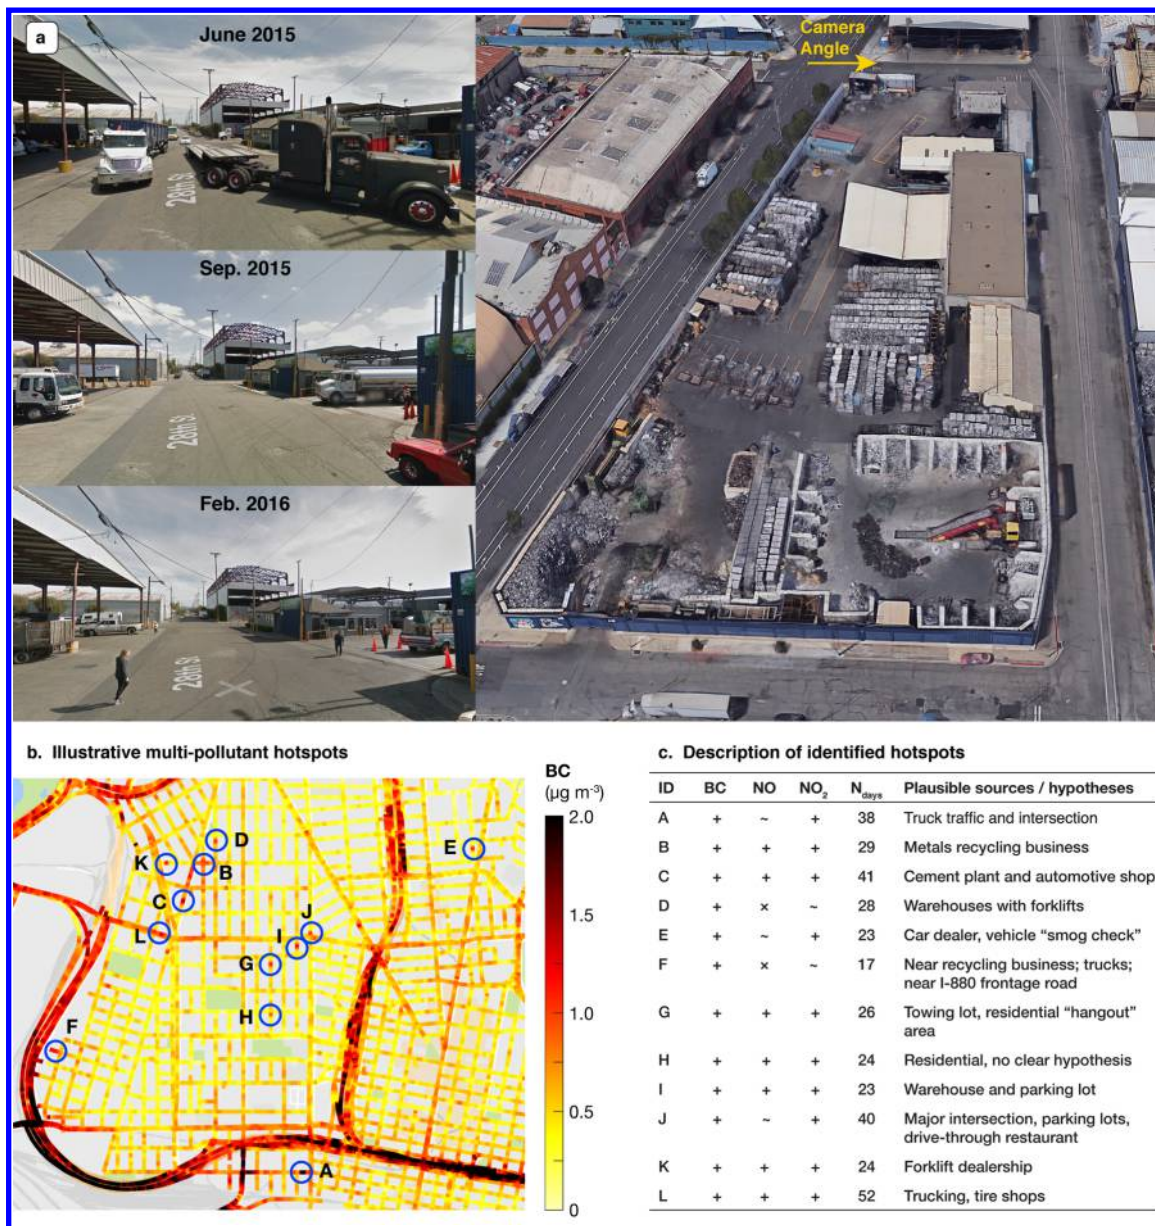 a
June 2015
28th St
Sep. 2015
28th St
Feb. 2016
28th St
Camera
Angle
b. Illustrative multi-pollutant hotspots
D
K
B
E
C
J
L
I
G
H
F
A
BC
(µg m⁻³)
2.0
1.5
1.0
0.5
0
c. Description of identified hotspots
ID BC NO NO₂ N_days Plausible sources / hypotheses
A + ~ + 38 Truck traffic and intersection
B + + + 29 Metals recycling business
C + + + 41 Cement plant and automotive shop
D + × ~ 28 Warehouses with forklifts
E + ~ + 23 Car dealer, vehicle “smog check”
F + × ~ 17 Near recycling business; trucks;
near I-880 frontage road
G + + + 26 Towing lot, residential “hangout”
area
H + + + 24 Residential, no clear hypothesis
I + + + 23 Warehouse and parking lot
J + ~ + 40 Major intersection, parking lots,
drive-through restaurant
K + + + 24 Forklift dealership
L + + + 52 Trucking, tire shops